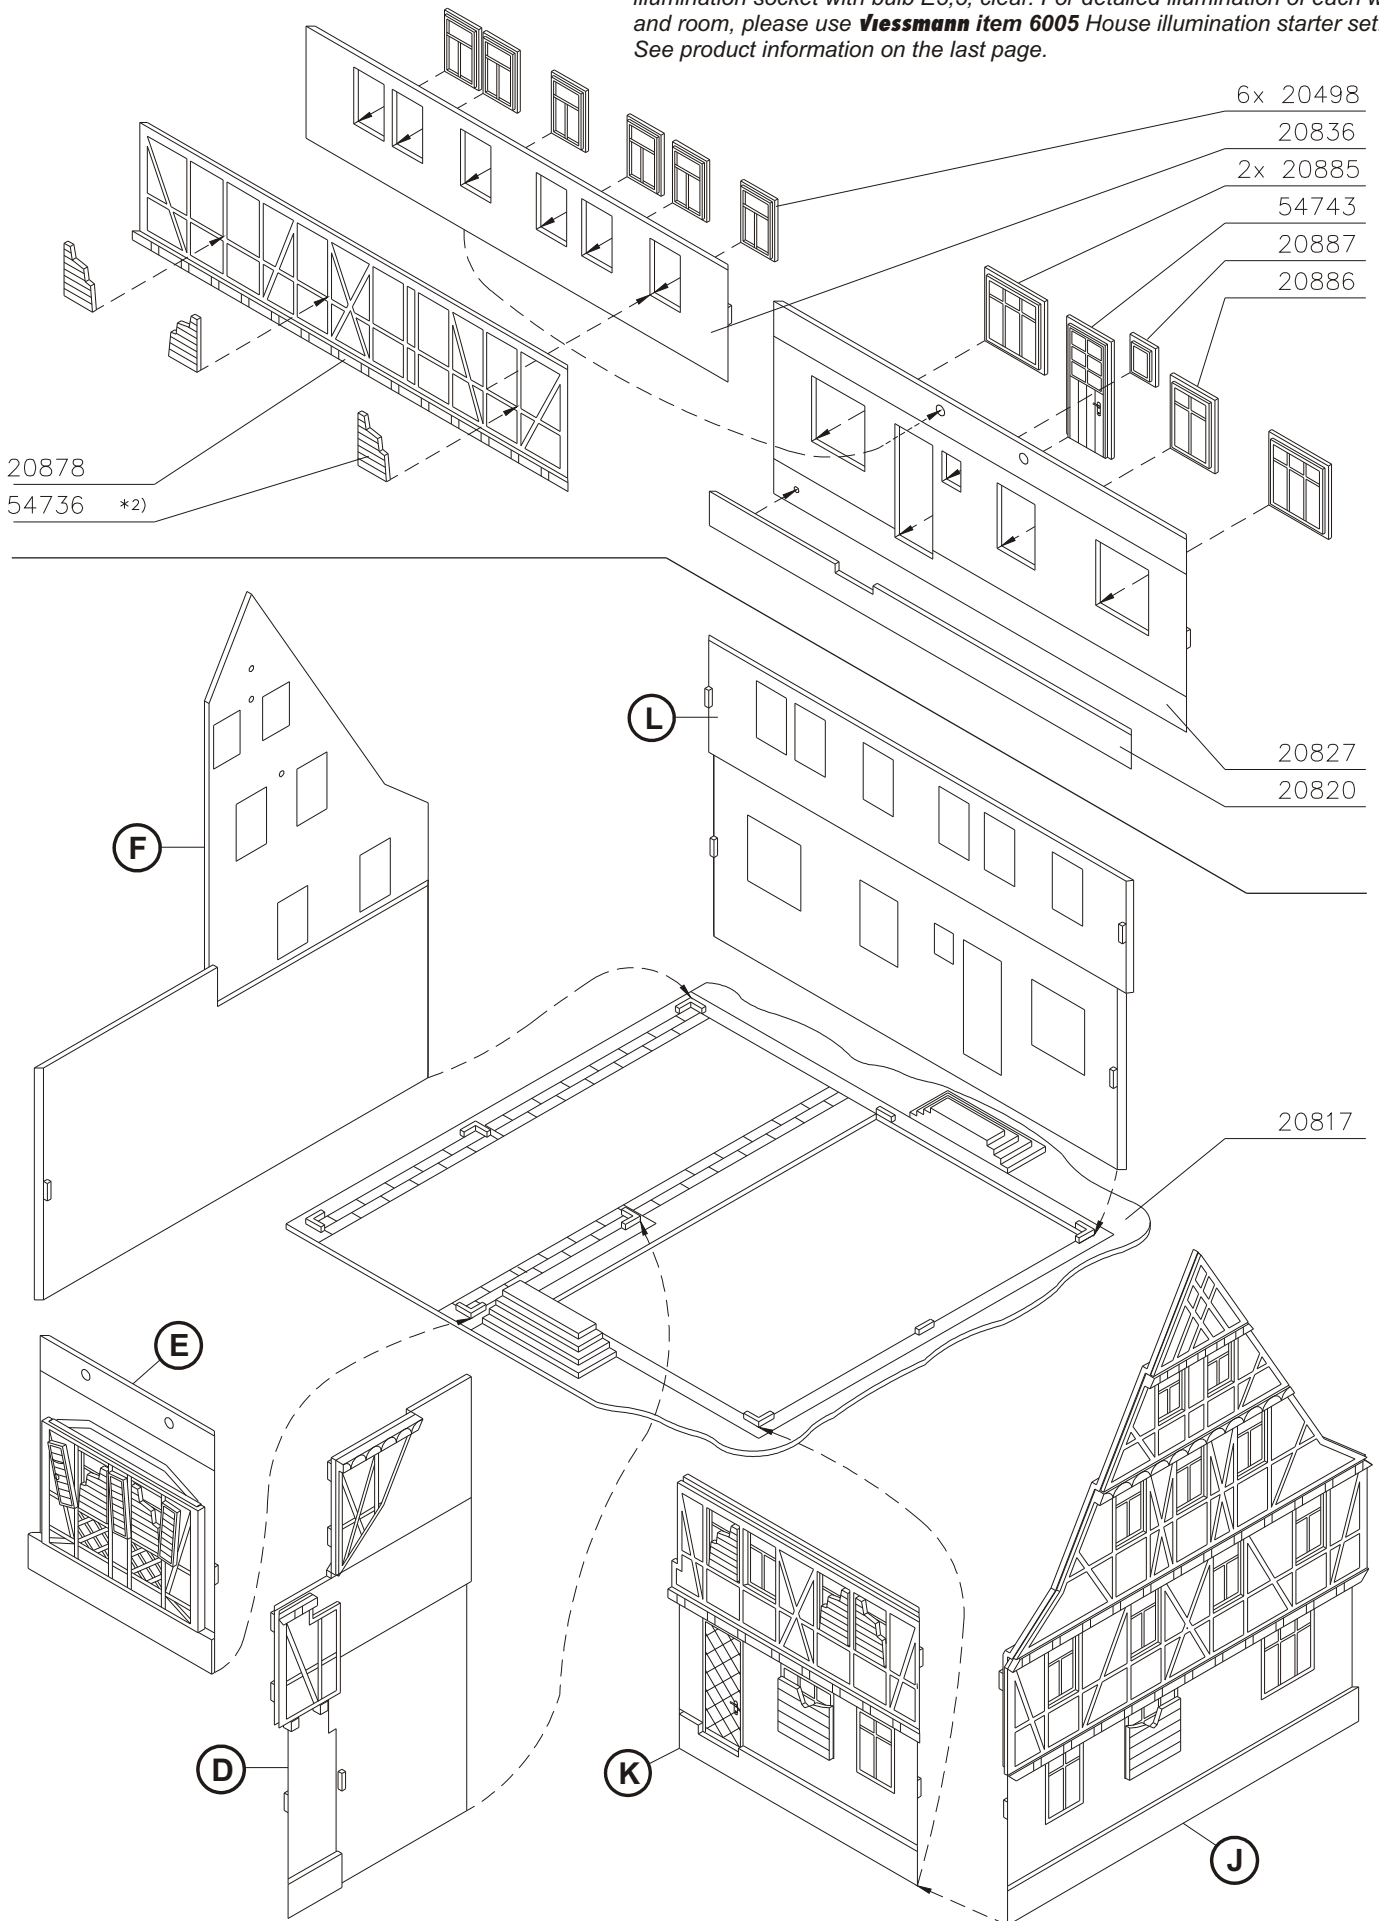 and room, please use viessmann item 6005 House illumination starter set.
See product information on the last page.
6x 20498
20836
2x 20885
54743
20887
20886
20878
54736 *2)
20827
20820
L
F
20817
E
D
K
J